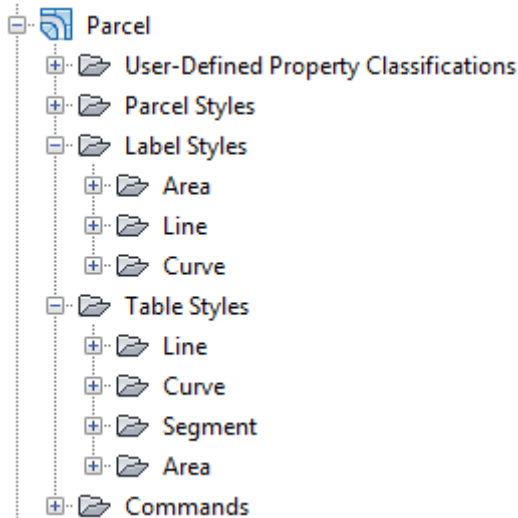 Parcel
User-Defined Property Classifications
Parcel Styles
Label Styles
Area
Line
Curve
Table Styles
Line
Curve
Segment
Area
Commands